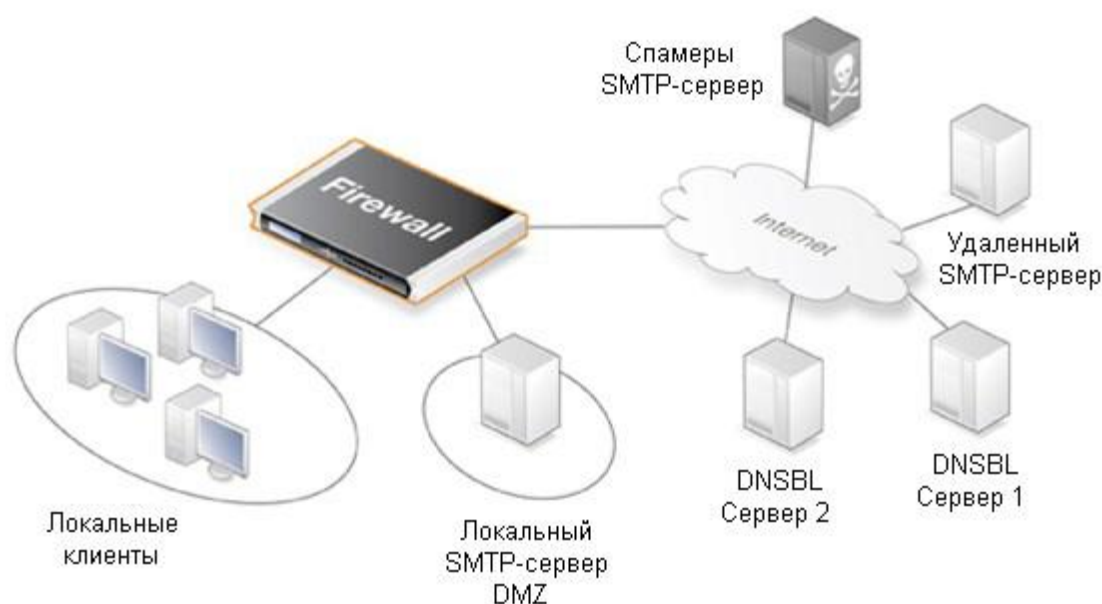 Спамеры
SMTP-сервер
Firewall
Internet
Удаленный
SMTP-сервер
DNSBL
Сервер 2
DNSBL
Сервер 1
Локальные
клиенты
Локальный
SMTP-сервер
DMZ